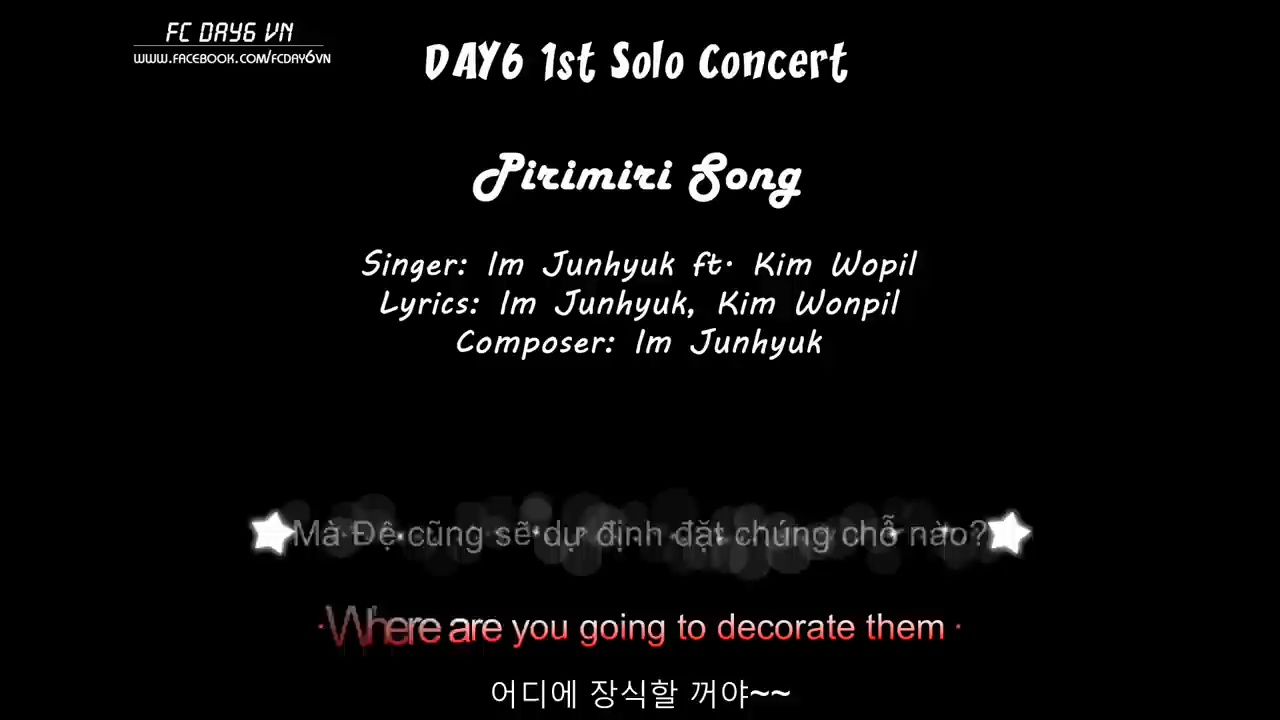 FC DAY6 VN
WWW.FACEBOOK.COM/FCDAY6VN
DAY6 1st Solo Concert
Pirimiri Song
Singer: Im Junhyuk ft. Kim Wopil
Lyrics: Im Junhyuk, Kim Wonpil
Composer: Im Junhyuk
Mà Đệ cũng sẽ dự định đặt chúng chỗ nào?
Where are you going to decorate them
어디에 장식할 꺼야~~